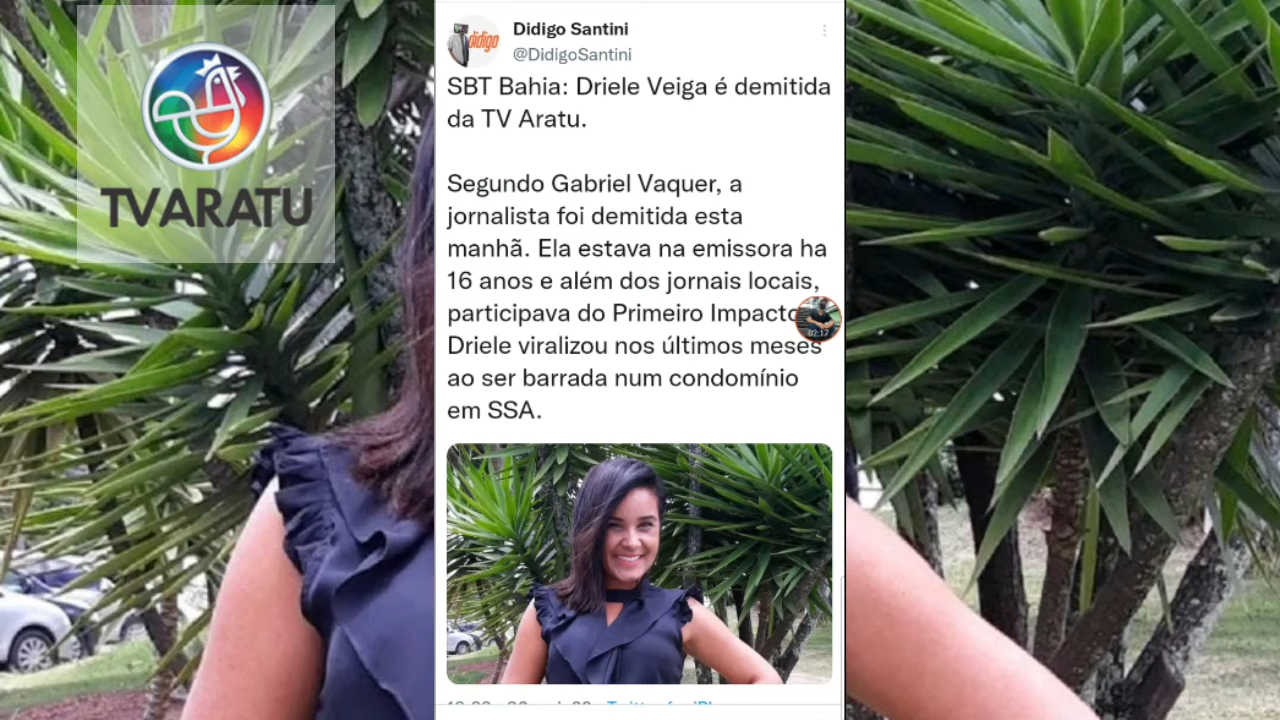 TVARATU
didigo
Didigo Santini
@DidigoSantini
SBT Bahia: Driele Veiga é demitida
da TV Aratu.
Segundo Gabriel Vaquer, a
jornalista foi demitida esta
manhã. Ela estava na emissora ha
16 anos e além dos jornais locais,
participava do Primeiro Impacto
02:17
Driele viralizou nos últimos meses
ao ser barrada num condomínio
em SSA.